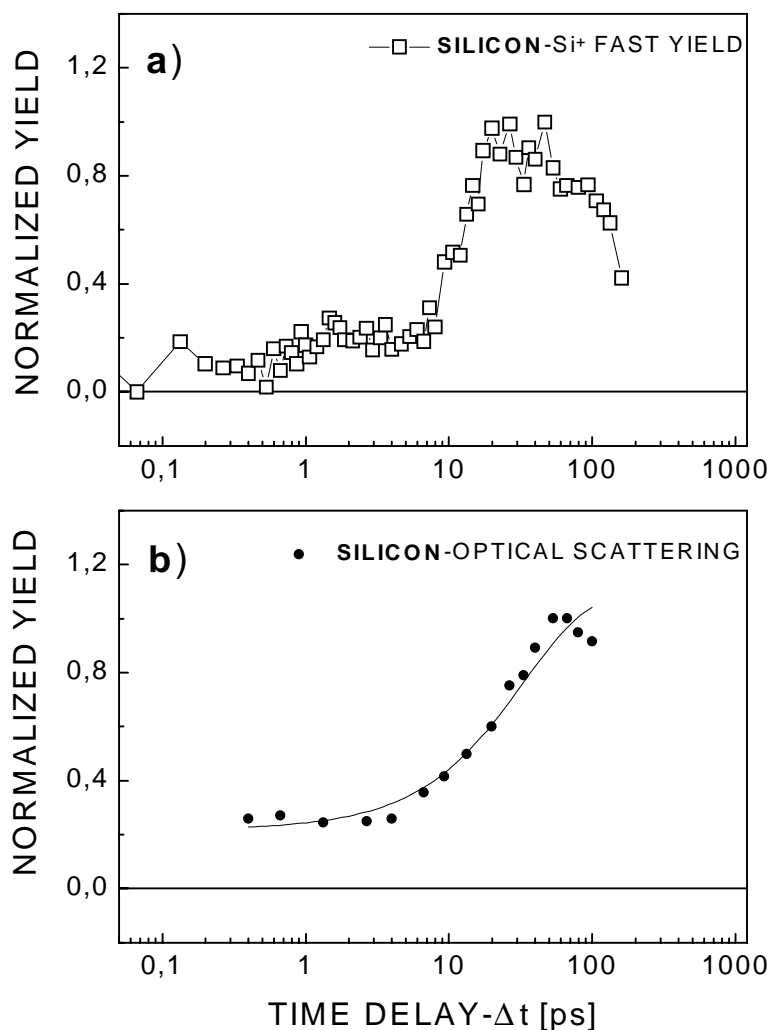 a)
SILICON-Si⁺ FAST YIELD
NORMALIZED YIELD
1,2
0,8
0,4
0,0
0,1 1 10 100 1000
b)
SILICON-OPTICAL SCATTERING
NORMALIZED YIELD
1,2
0,8
0,4
0,0
0,1 1 10 100 1000
TIME DELAY-Δt [ps]